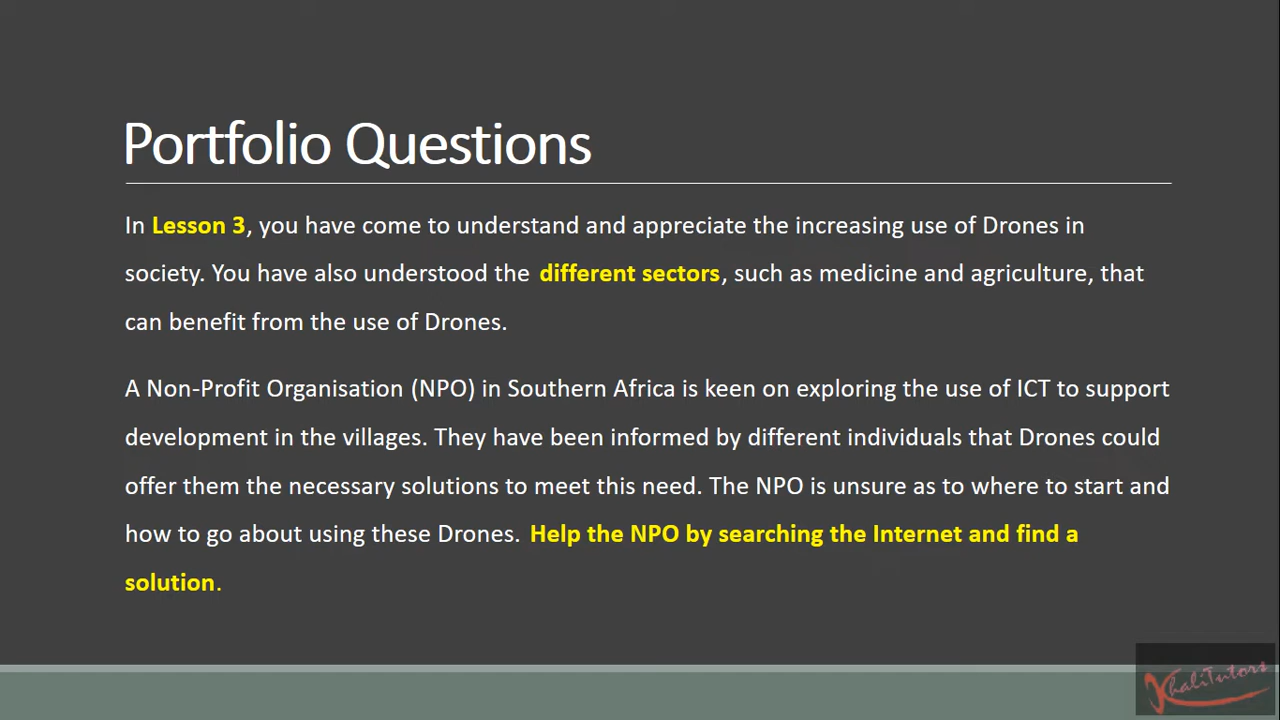 Portfolio Questions
In Lesson 3, you have come to understand and appreciate the increasing use of Drones in
society. You have also understood the different sectors, such as medicine and agriculture, that
can benefit from the use of Drones.
A Non-Profit Organisation (NPO) in Southern Africa is keen on exploring the use of ICT to support
development in the villages. They have been informed by different individuals that Drones could
offer them the necessary solutions to meet this need. The NPO is unsure as to where to start and
how to go about using these Drones. Help the NPO by searching the Internet and find a
solution.
KhaliTutors